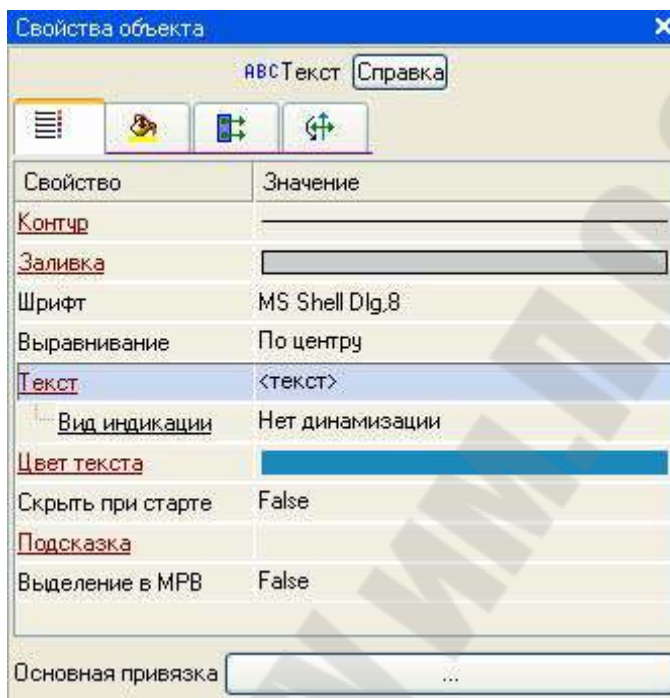 Свойства объекта
ABCТекст Справка
Свойство Значение
Контур
Заливка
Шрифт MS Shell Dlg,8
Выравнивание По центру
Текст <текст>
Вид индикации Нет динамизации
Цвет текста
Скрыть при старте False
Подсказка
Выделение в МРВ False
Основная привязка ...